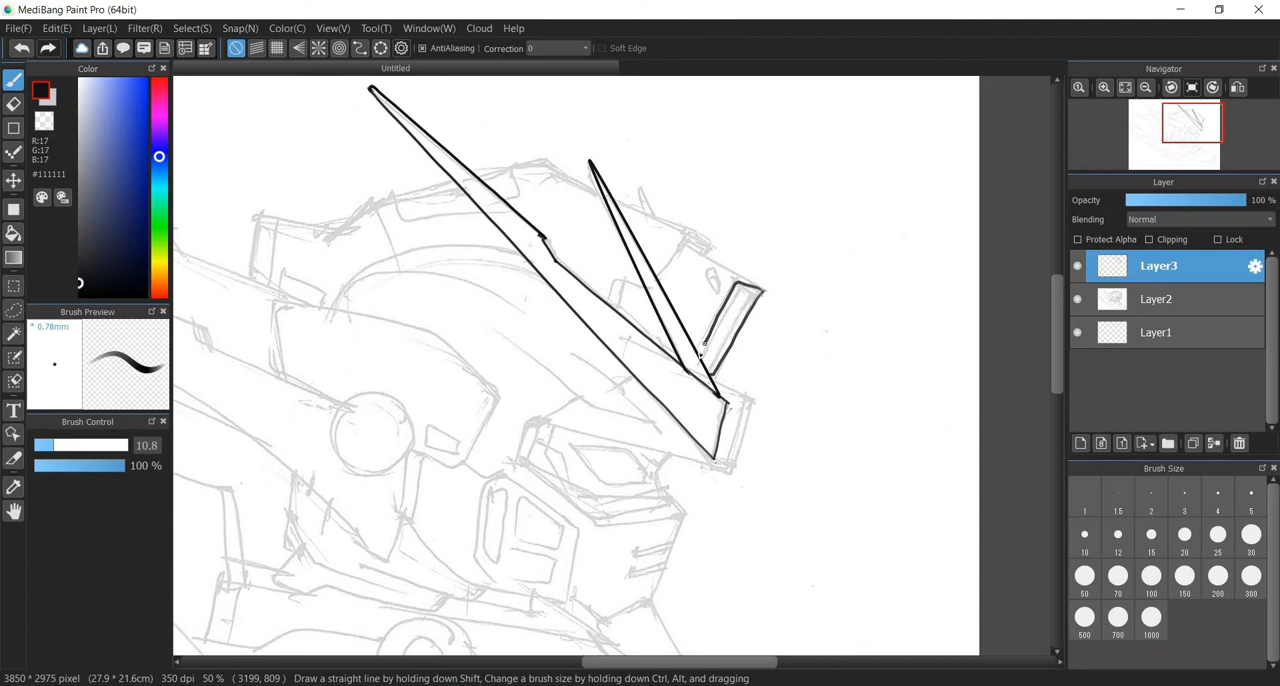 MediBang Paint Pro (64bit)
File(F) Edit(E) Layer(L) Filter(R) Select(S) Snap(N) Color(C) View(V) Tool(T) Window(W) Cloud Help
AntiAliasing Correction 0 Soft Edge
Color
Untitled
Navigator
R:17
G:17
B:17
#111111
Layer
Opacity 100 %
Blending Normal
Protect Alpha Clipping Lock
Layer3
Layer2
Layer1
Brush Preview
* 0.78mm
T
Brush Control
10.8
100 %
Brush Size
1 1.5 2 3 4 5
10 12 15 20 25 30
50 70 100 150 200 300
500 700 1000
3850 * 2975 pixel (27.9 * 21.6cm) 350 dpi 50 % ( 3199, 809 ) Draw a straight line by holding down Shift, Change a brush size by holding down Ctrl, Alt, and dragging